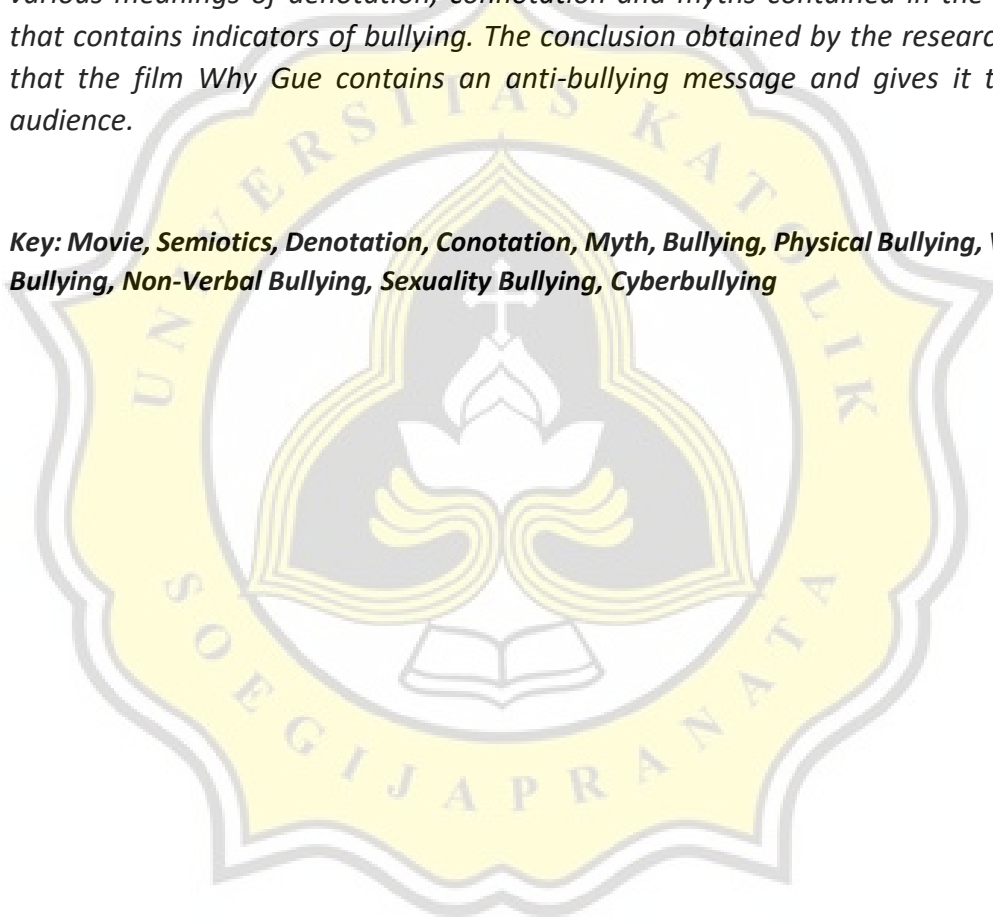 various meanings of denotation, connotation and myths contained in the
that contains indicators of bullying. The conclusion obtained by the researc
that the film Why Gue contains an anti-bullying message and gives it t
audience.
Key: Movie, Semiotics, Denotation, Conotation, Myth, Bullying, Physical Bullying,
Bullying, Non-Verbal Bullying, Sexuality Bullying, Cyberbullying
UNIVERSITAS KATOLIK
SOEGIJAPRANATA